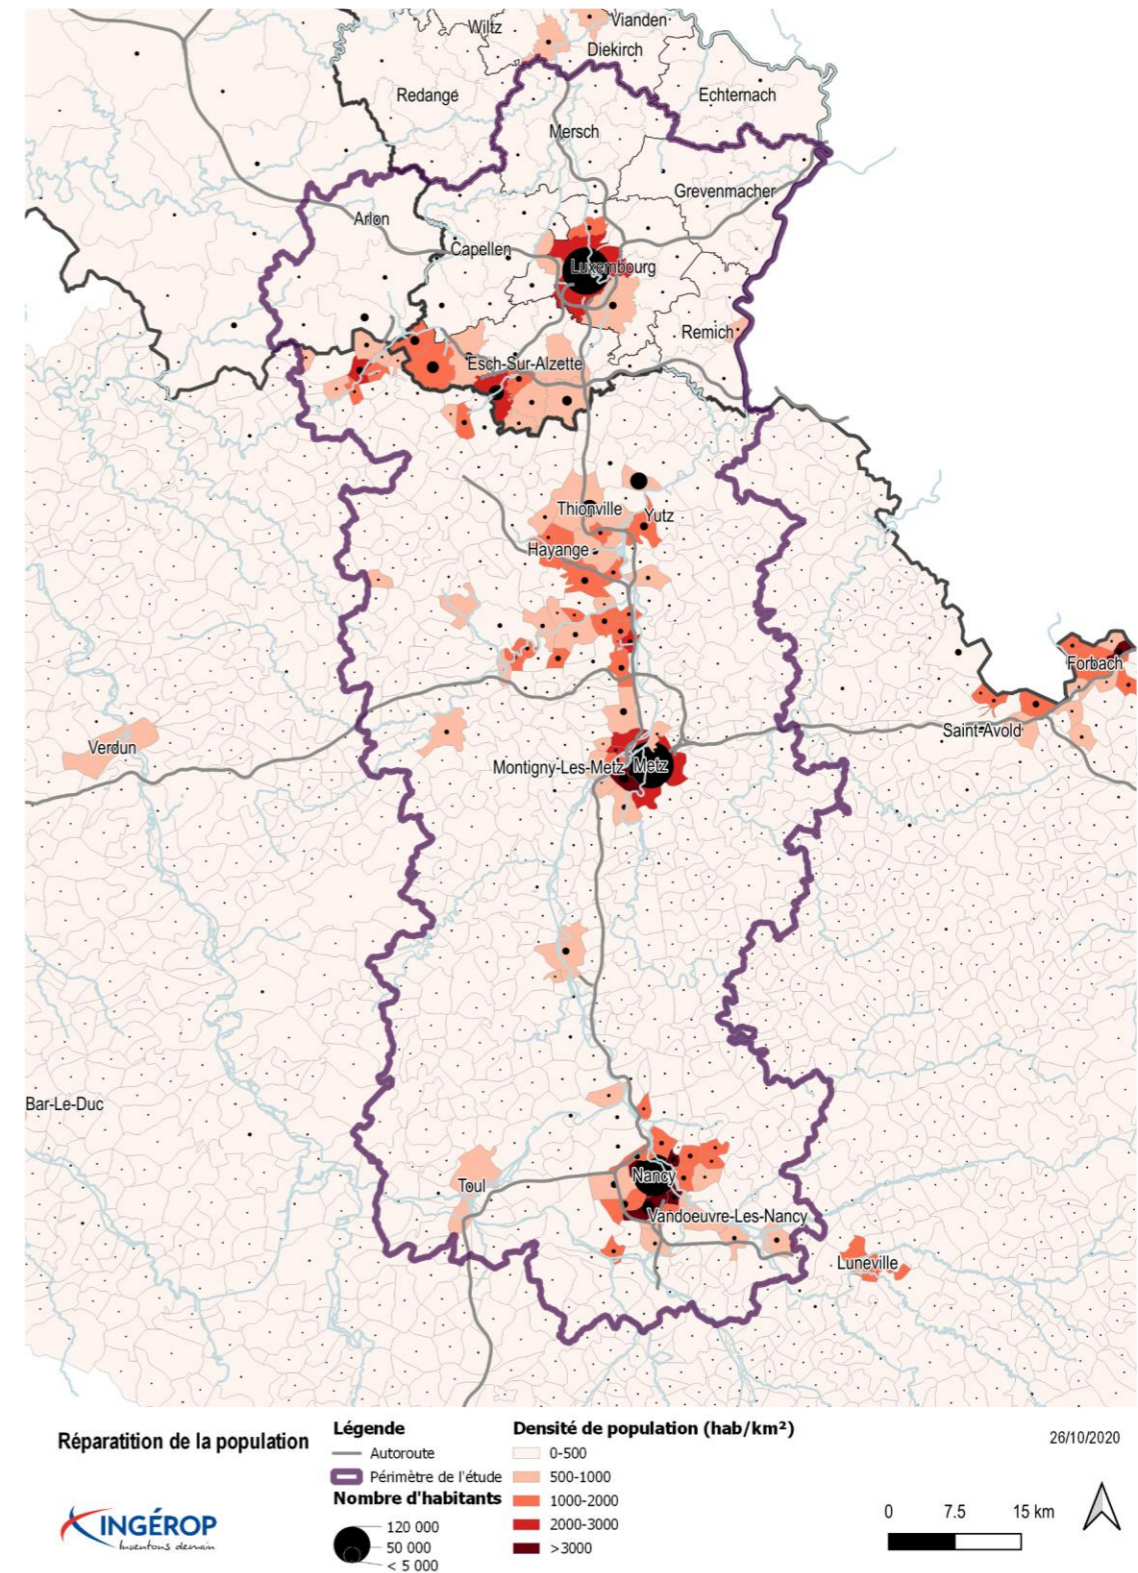 Wiltz
Vianden
Diekirch
Redange
Echternach
Mersch
Grevenmacher
Arlon
Capellen
Luxembourg
Remich
Esch-Sur-Alzette
Thionville
Yutz
Hayange
Forbach
Saint-Avold
Verdun
Montigny-Les-Metz
Metz
Bar-Le-Duc
Nancy
Toul
Vandoeuvre-Les-Nancy
Luneville
Réparatition de la population
INGÉROP
Inventons demain
Légende
Autoroute
Périmètre de l'étude
Nombre d'habitants
120 000
50 000
< 5 000
Densité de population (hab/km²)
0-500
500-1000
1000-2000
2000-3000
>3000
26/10/2020
0 7.5 15 km